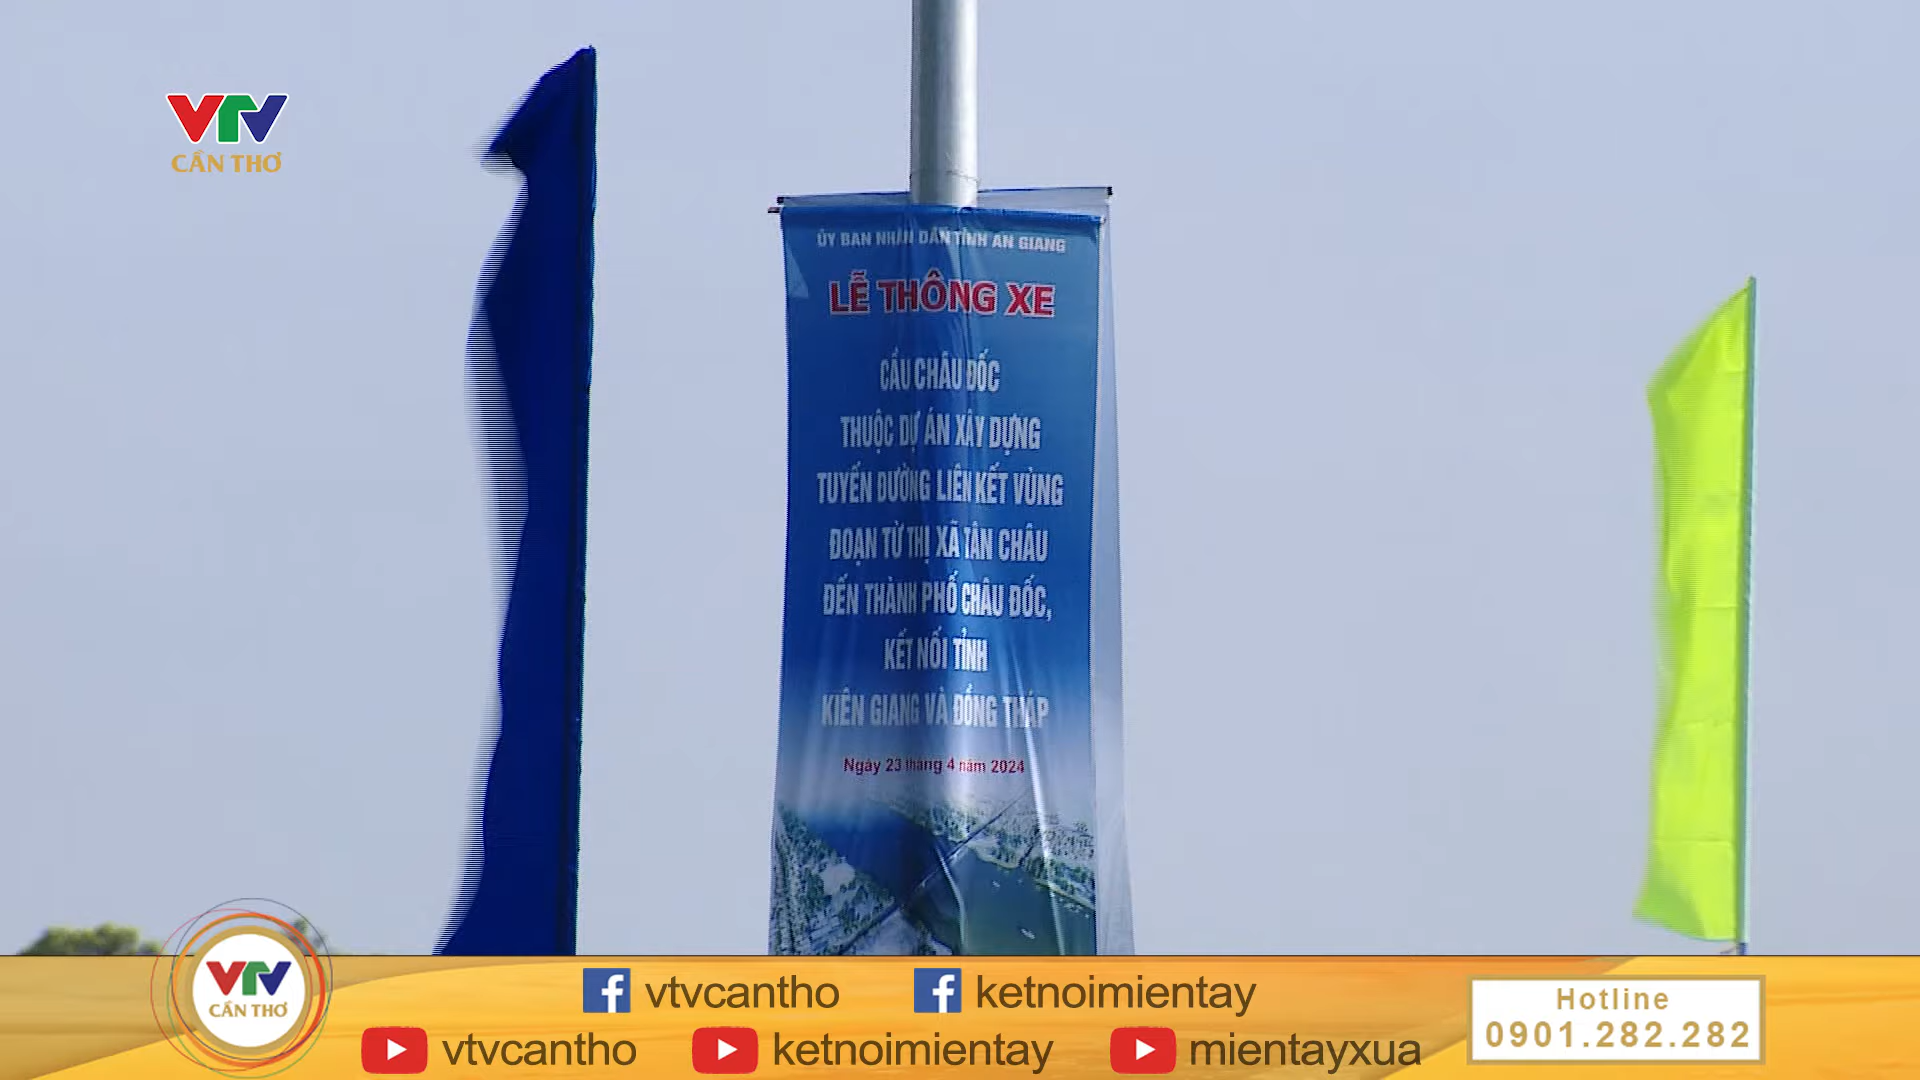 VTV
CẦN THƠ
ỦY BAN NHÂN DÂN TỈNH AN GIANG
LỄ THÔNG XE
CẦU CHÂU ĐỐC
THUỘC DỰ ÁN XÂY DỰNG
TUYẾN ĐƯỜNG LIÊN KẾT VÙNG
ĐOẠN TỪ THỊ XÃ TÂN CHÂU
ĐẾN THÀNH PHỐ CHÂU ĐỐC,
KẾT NỐI TỈNH
KIÊN GIANG VÀ ĐỒNG THÁP
Ngày 23 tháng 4 năm 2024
VTV
CẦN THƠ
vtvcantho ketnoimientay
vtvcantho ketnoimientay mientayxua
Hotline
0901.282.282